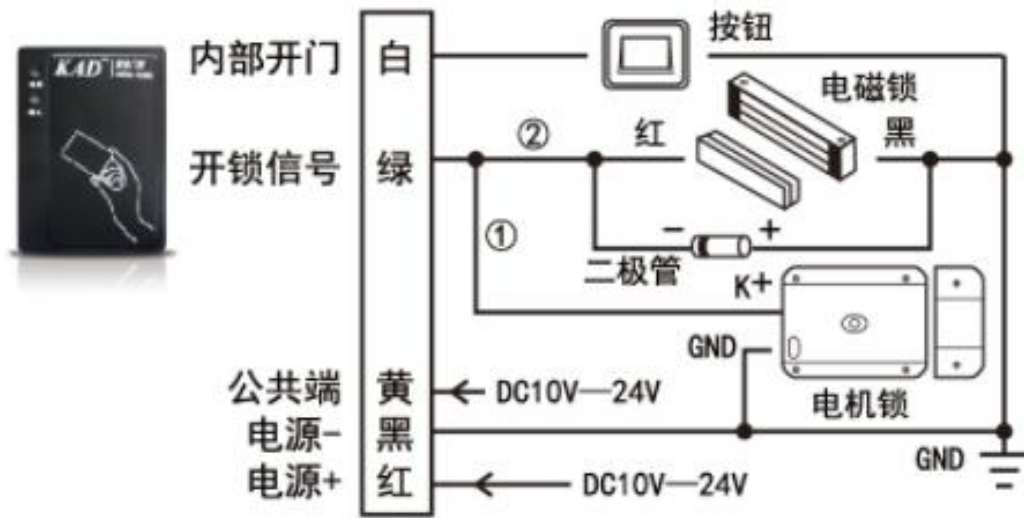 KAD
内部开门 白 按钮
电磁锁
② 红 黑
开锁信号 绿
① - +
二极管
K+
GND
公共端 黄 DC10V—24V
电机锁
电源- 黑
GND
电源+ 红 DC10V—24V